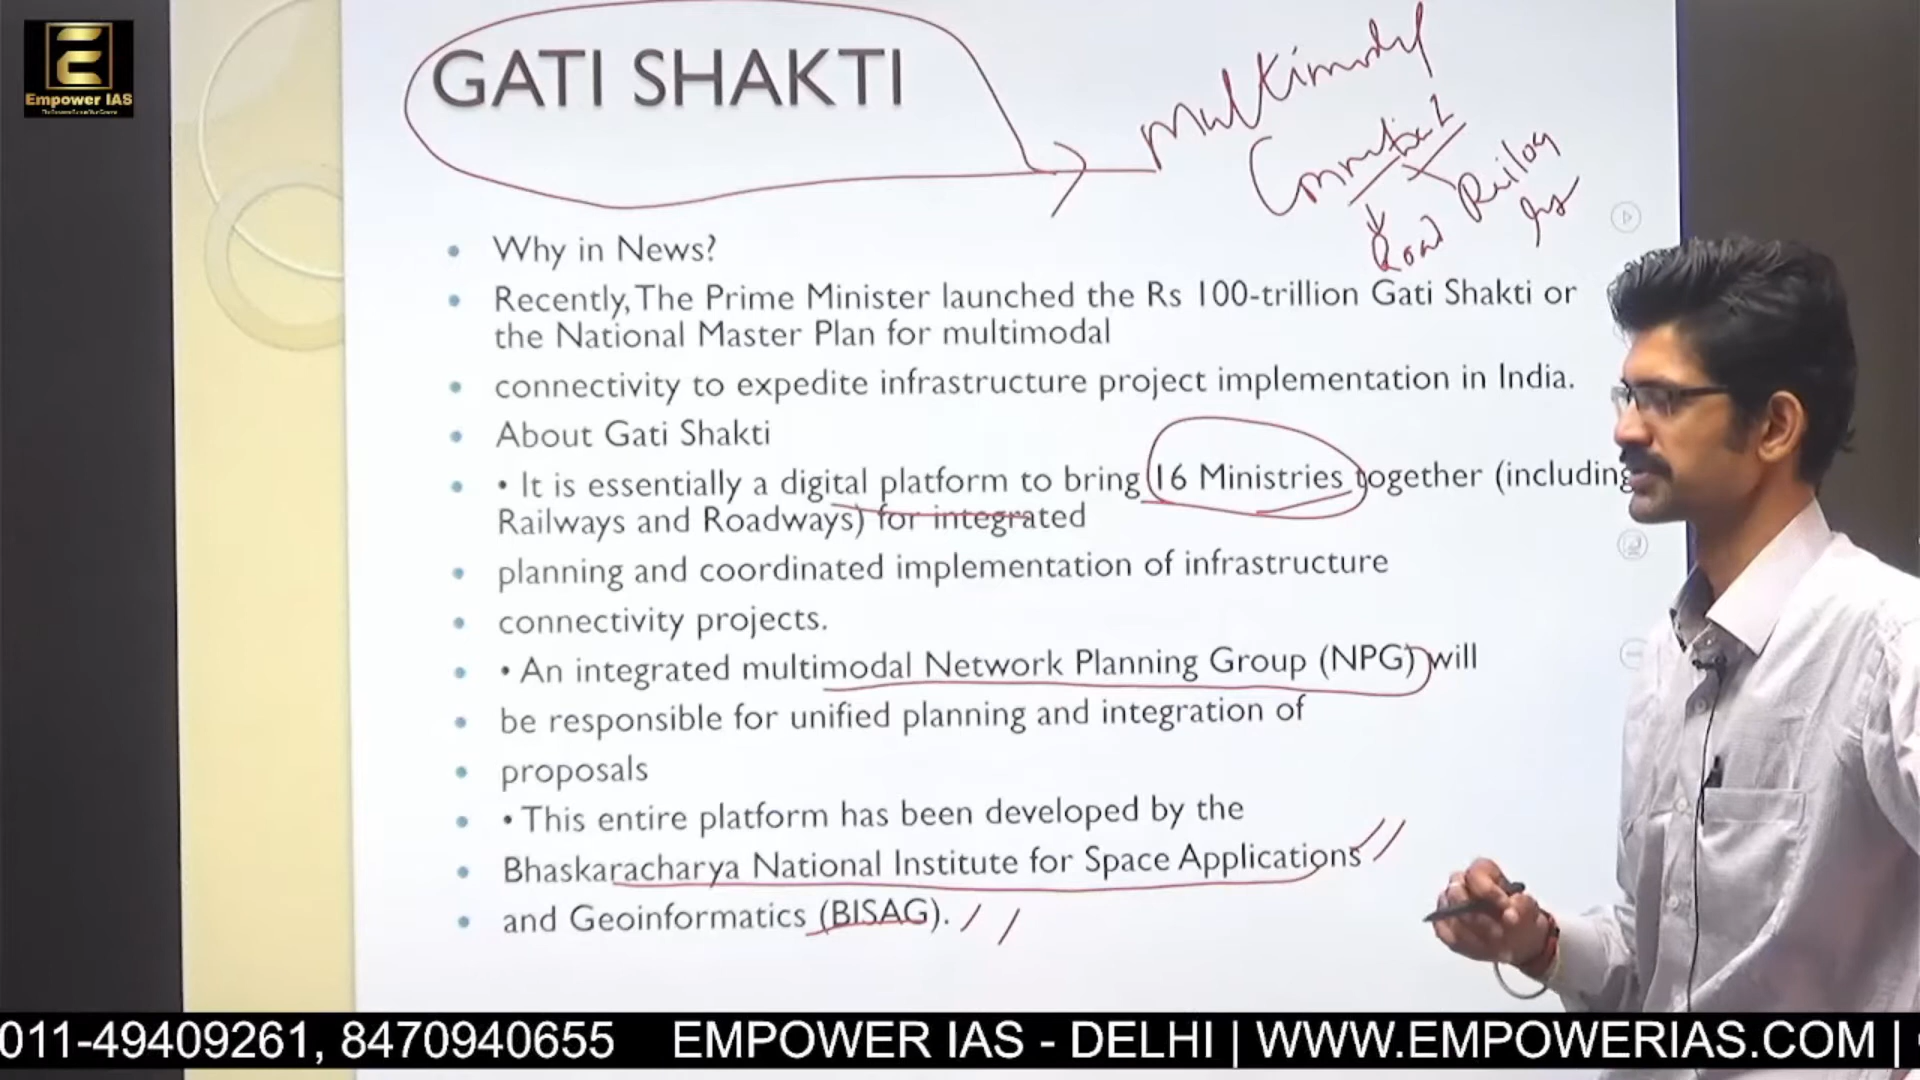 Empower IAS
GATI SHAKTI
Multimodal
Road
• Why in News?
• Recently, The Prime Minister launched the Rs 100-trillion Gati Shakti or
the National Master Plan for multimodal
• connectivity to expedite infrastructure project implementation in India.
• About Gati Shakti
• • It is essentially a digital platform to bring 16 Ministries together (including
Railways and Roadways) for integrated
• planning and coordinated implementation of infrastructure
• connectivity projects.
• • An integrated multimodal Network Planning Group (NPG) will
• be responsible for unified planning and integration of
• proposals
• • This entire platform has been developed by the
• Bhaskaracharya National Institute for Space Applications
• and Geoinformatics (BISAG).
011-49409261, 8470940655 EMPOWER IAS - DELHI | WWW.EMPOWERIAS.COM |